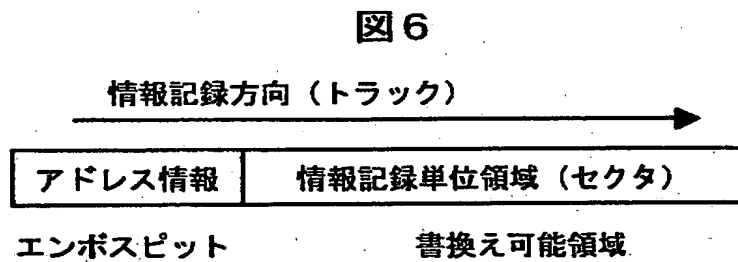 図６
情報記録方向（トラック）
アドレス情報 情報記録単位領域（セクタ）
エンボスピット 書換え可能領域